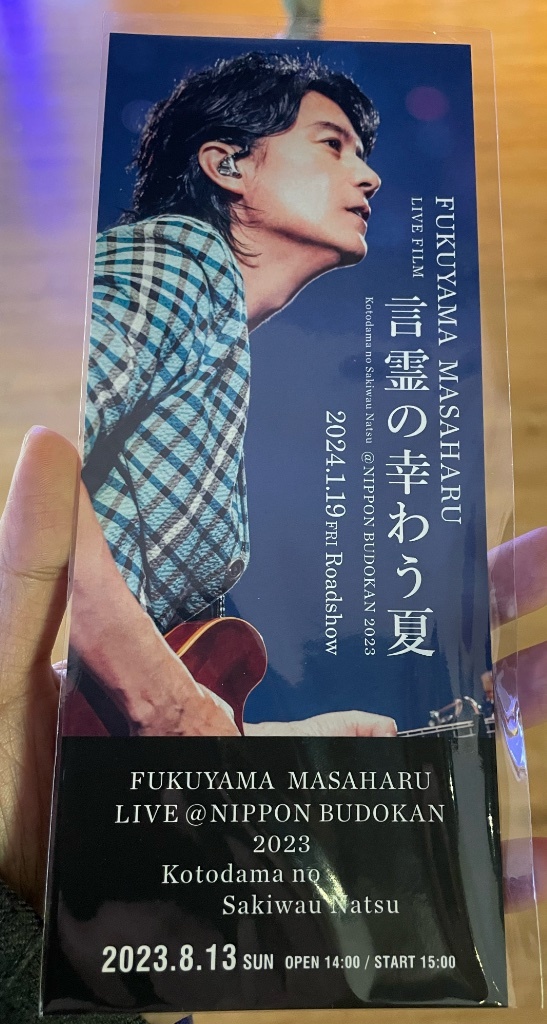 FUKUYAMA MASAHARU
LIVE FILM
言霊の幸わう夏
Kotodama no Sakiwau Natsu @NIPPON BUDOKAN 2023
2024.1.19 FRI Roadshow
FUKUYAMA MASAHARU
LIVE@NIPPON BUDOKAN
2023
Kotodama no
Sakiwau Natsu
2023.8.13 SUN OPEN 14:00 / START 15:00